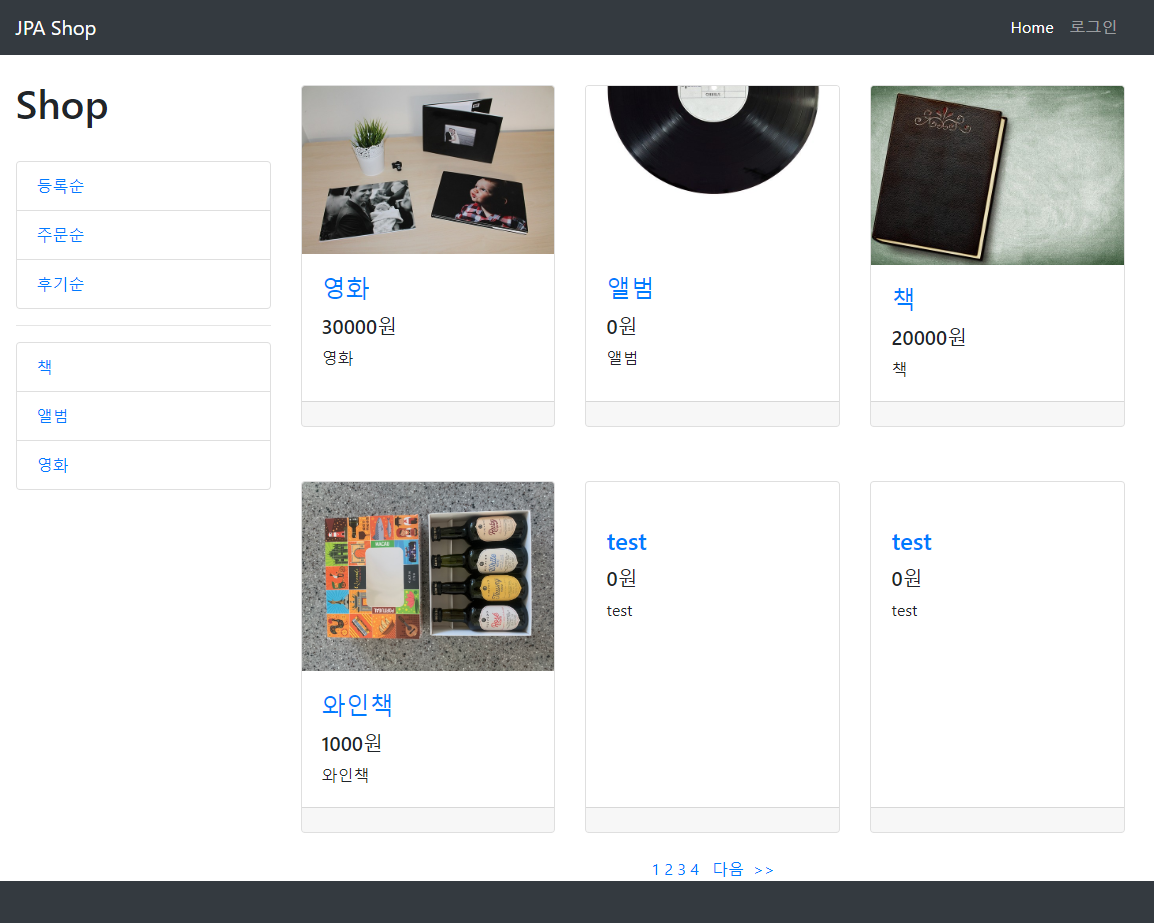 JPA Shop
Home 로그인
Shop
등록순
주문순
후기순
책
앨범
영화
영화
30000원
영화
앨범
0원
앨범
책
20000원
책
와인책
1000원
와인책
test
0원
test
test
0원
test
1 2 3 4 다음 >>